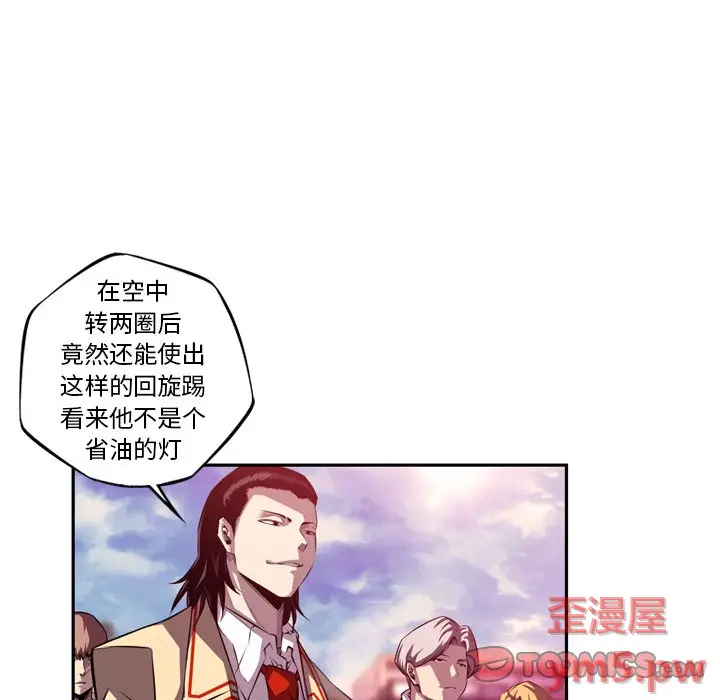 在空中
转两圈后
竟然还能使出
这样的回旋踢
看来他不是个
省油的灯
歪漫屋